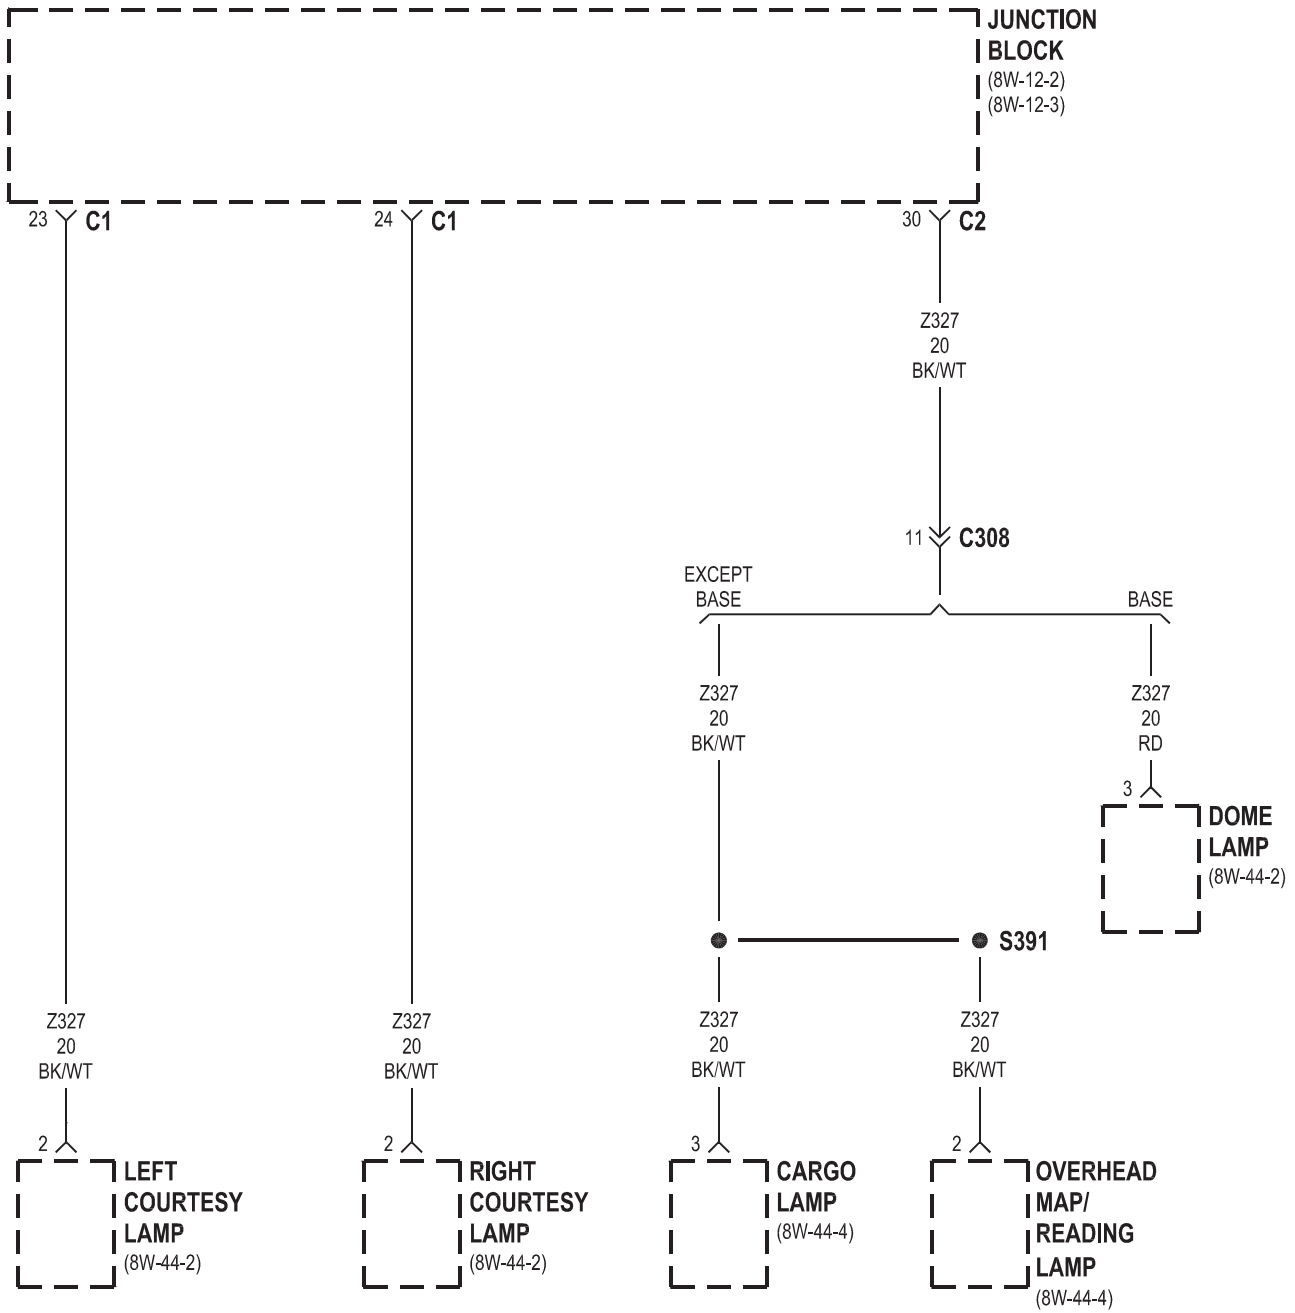 JUNCTION
BLOCK
(8W-12-2)
(8W-12-3)
23 C1
24 C1
30 C2
Z327
20
BK/WT
11 C308
EXCEPT
BASE
BASE
Z327
20
BK/WT
Z327
20
RD
3
DOME
LAMP
(8W-44-2)
S391
Z327
20
BK/WT
Z327
20
BK/WT
Z327
20
BK/WT
Z327
20
BK/WT
2
LEFT
COURTESY
LAMP
(8W-44-2)
2
RIGHT
COURTESY
LAMP
(8W-44-2)
3
CARGO
LAMP
(8W-44-4)
2
OVERHEAD
MAP/
READING
LAMP
(8W-44-4)